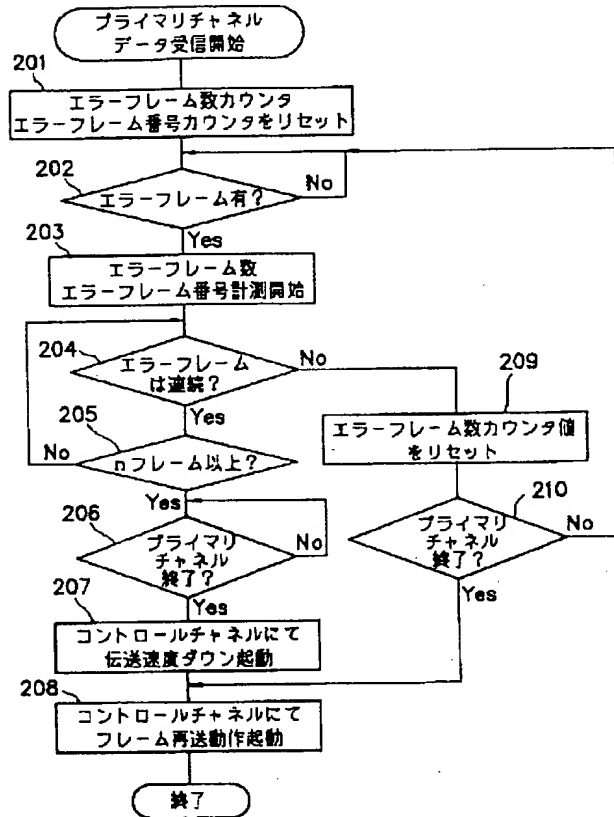 プライマリチャネル
データ受信開始
201
エラーフレーム数カウンタ
エラーフレーム番号カウンタをリセット
202
エラーフレーム有?
No
Yes
203
エラーフレーム数
エラーフレーム番号計測開始
204
エラーフレーム
は連続?
No
Yes
205
nフレーム以上?
No
Yes
206
プライマリ
チャネル
終了?
No
Yes
207
コントロールチャネルにて
伝送速度ダウン起動
208
コントロールチャネルにて
フレーム再送動作起動
終了
209
エラーフレーム数カウンタ値
をリセット
210
プライマリ
チャネル
終了?
No
Yes